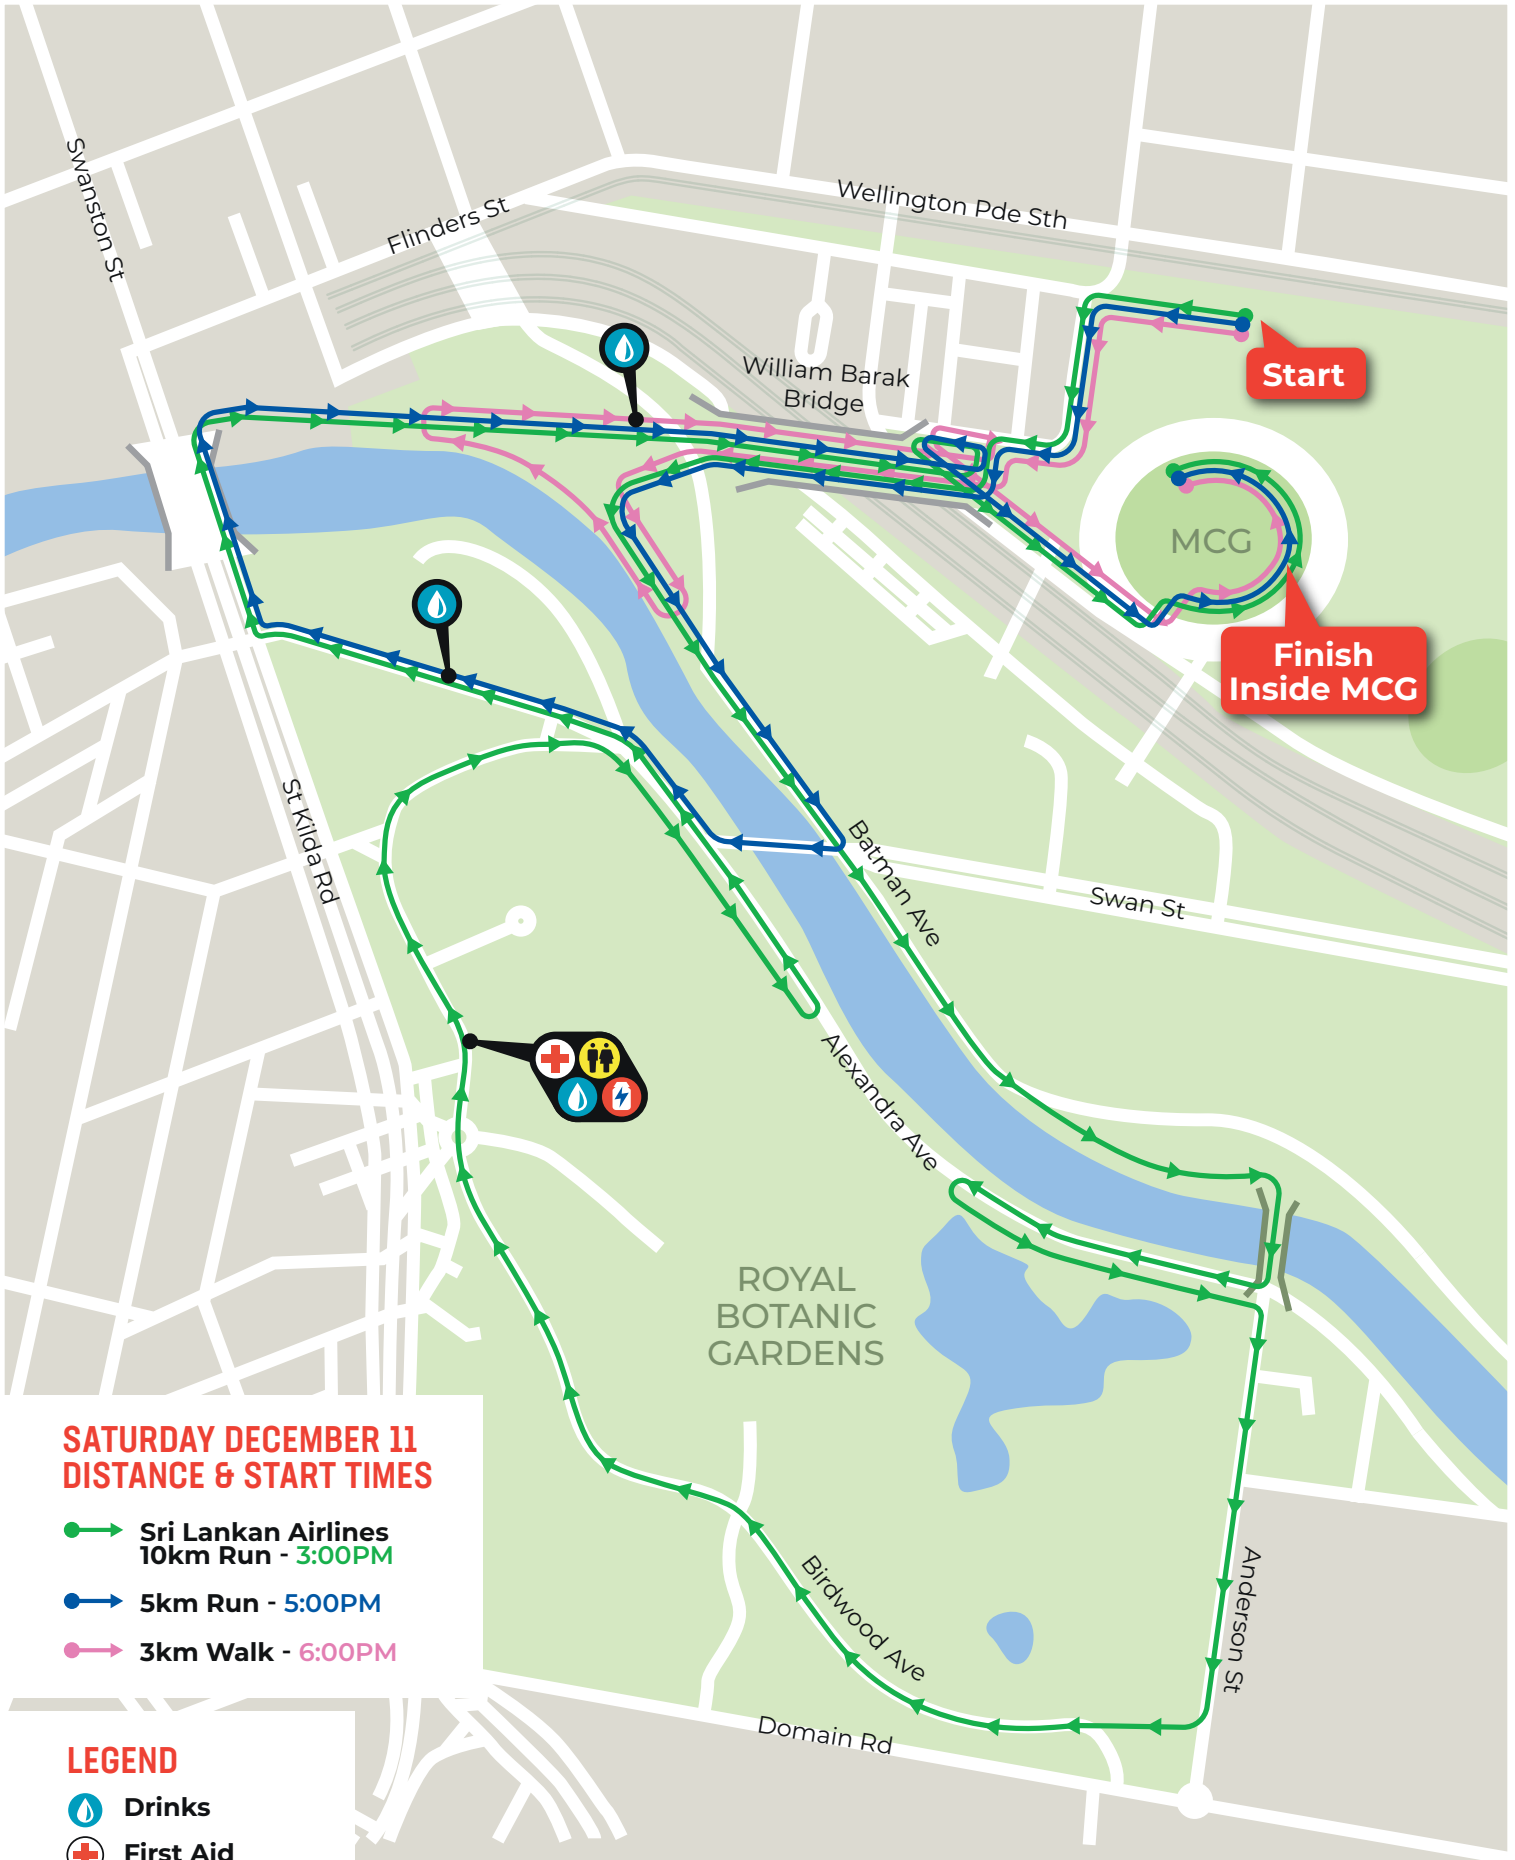 Swanston St
Flinders St
Wellington Pde Sth
William Barak
Bridge
Start
MCG
Finish
Inside MCG
St Kilda Rd
Batman Ave
Swan St
Alexandra Ave
ROYAL
BOTANIC
GARDENS
Birdwood Ave
Anderson St
Domain Rd
SATURDAY DECEMBER 11
DISTANCE & START TIMES
Sri Lankan Airlines
10km Run - 3:00PM
5km Run - 5:00PM
3km Walk - 6:00PM
LEGEND
Drinks
First Aid